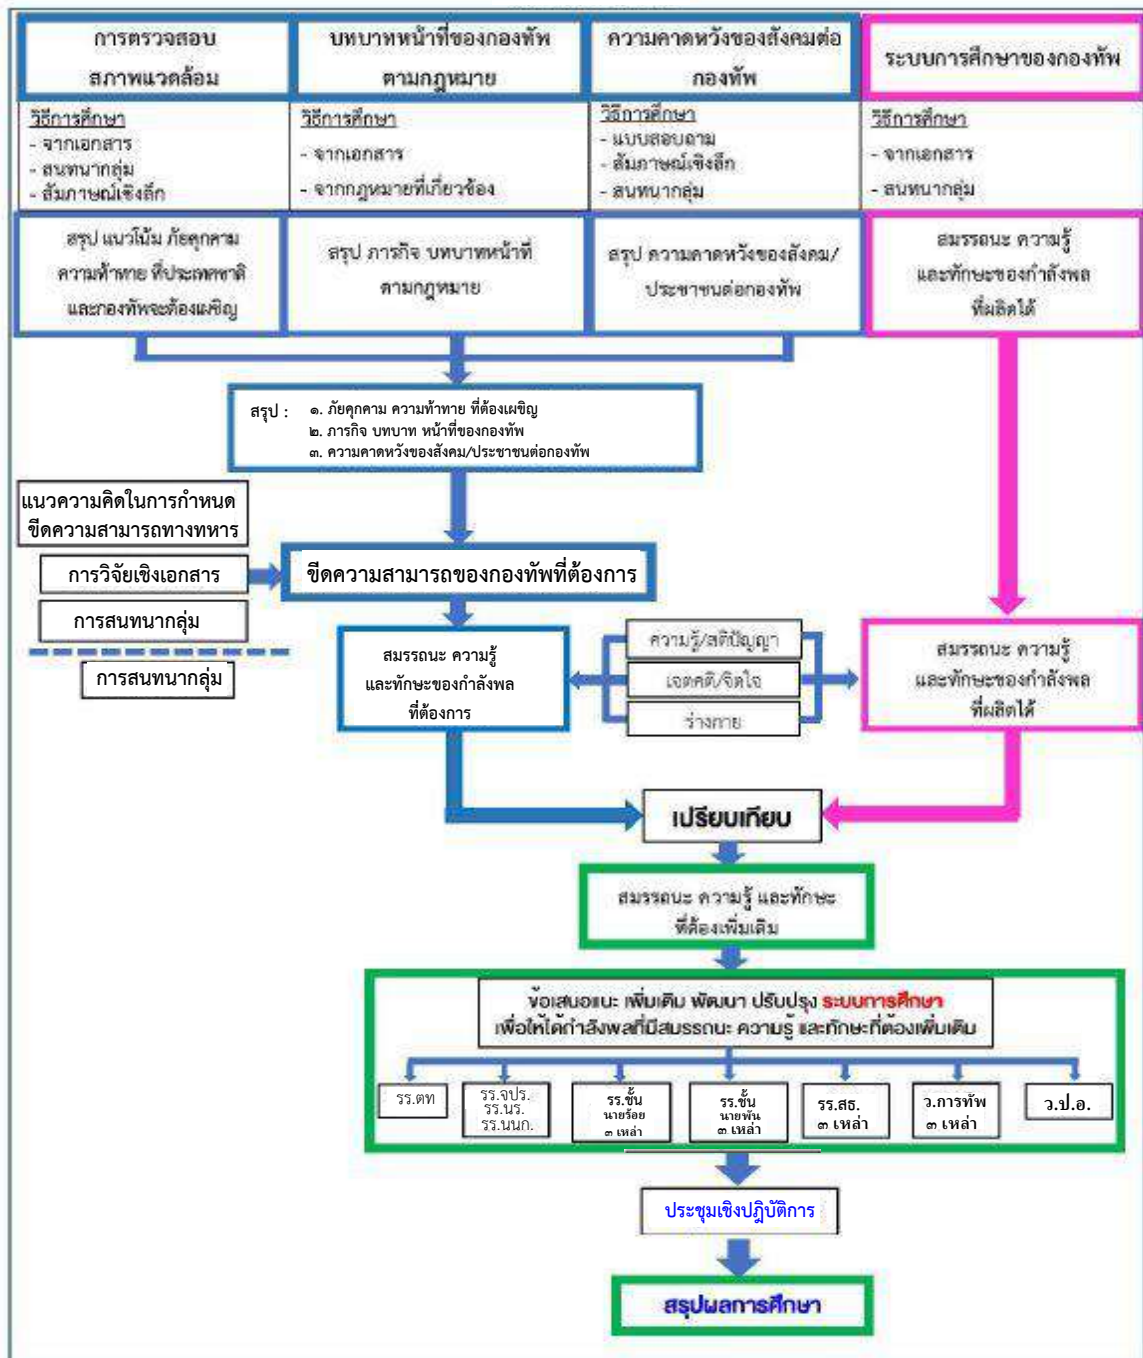 การตรวจสอบ
สภาพแวดล้อม
บทบาทหน้าที่ของกองทัพ
ตามกฎหมาย
ความคาดหวังของสังคมต่อ
กองทัพ
ระบบการศึกษาของกองทัพ
วิธีการศึกษา
- จากเอกสาร
- สนทนากลุ่ม
- สัมภาษณ์เชิงลึก
วิธีการศึกษา
- จากเอกสาร
- จากกฎหมายที่เกี่ยวข้อง
วิธีการศึกษา
- แบบสอบถาม
- สัมภาษณ์เชิงลึก
- สนทนากลุ่ม
วิธีการศึกษา
- จากเอกสาร
- สนทนากลุ่ม
สรุป แนวโน้ม ภัยคุกคาม
ความท้าทาย ที่ประเทศชาติ
และกองทัพจะต้องเผชิญ
สรุป ภารกิจ บทบาทหน้าที่
ตามกฎหมาย
สรุป ความคาดหวังของสังคม/
ประชาชนต่อกองทัพ
สมรรถนะ ความรู้
และทักษะของกำลังพล
ที่ผลิตได้
สรุป : ๑. ภัยคุกคาม ความท้าทาย ที่ต้องเผชิญ
๒. ภารกิจ บทบาท หน้าที่ของกองทัพ
๓. ความคาดหวังของสังคม/ประชาชนต่อกองทัพ
แนวความคิดในการกำหนด
ขีดความสามารถทางทหาร
การวิจัยเชิงเอกสาร
การสนทนากลุ่ม
การสนทนากลุ่ม
ขีดความสามารถของกองทัพที่ต้องการ
สมรรถนะ ความรู้
และทักษะของกำลังพล
ที่ต้องการ
ความรู้/สติปัญญา
เจตคติ/จิตใจ
ร่างกาย
สมรรถนะ ความรู้
และทักษะของกำลังพล
ที่ผลิตได้
เปรียบเทียบ
สมรรถนะ ความรู้ และทักษะ
ที่ต้องเพิ่มเติม
ข้อเสนอแนะ เพิ่มเติม พัฒนา ปรับปรุง ระบบการศึกษา
เพื่อให้ได้กำลังพลที่มีสมรรถนะ ความรู้ และทักษะที่ต้องเพิ่มเติม
รร.ตท
รร.จปร.
รร.นร.
รร.นนก.
รร.ชั้น
นายร้อย
๓ เหล่า
รร.ชั้น
นายพัน
๓ เหล่า
รร.สธ.
๓ เหล่า
ว.การทัพ
๓ เหล่า
ว.ป.อ.
ประชุมเชิงปฎิบัติการ
สรุปผลการศึกษา